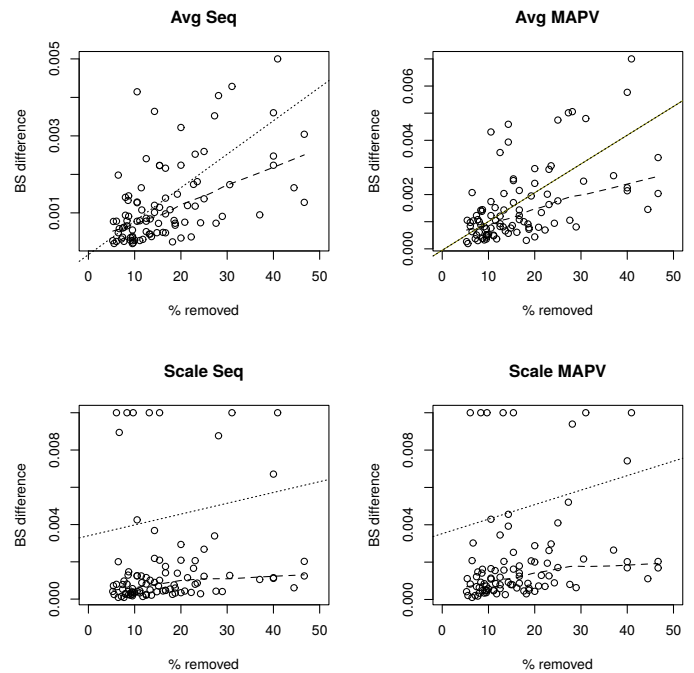 Avg Seq
Avg MAPV
BS difference
0.001 0.003 0.005
0 10 20 30 40 50
% removed
BS difference
0.000 0.002 0.004 0.006
0 10 20 30 40 50
% removed
Scale Seq
Scale MAPV
BS difference
0.000 0.004 0.008
0 10 20 30 40 50
% removed
BS difference
0.000 0.004 0.008
0 10 20 30 40 50
% removed